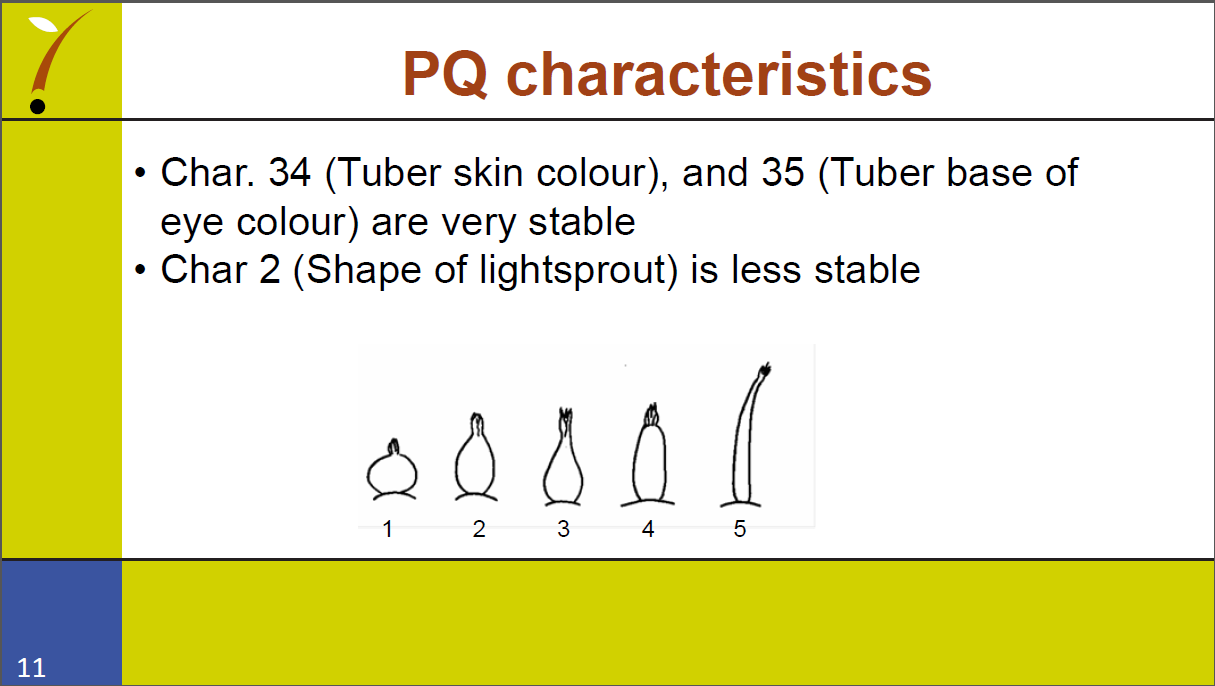 PQ characteristics
• Char. 34 (Tuber skin colour), and 35 (Tuber base of
eye colour) are very stable
• Char 2 (Shape of lightsprout) is less stable
1 2 3 4 5
11